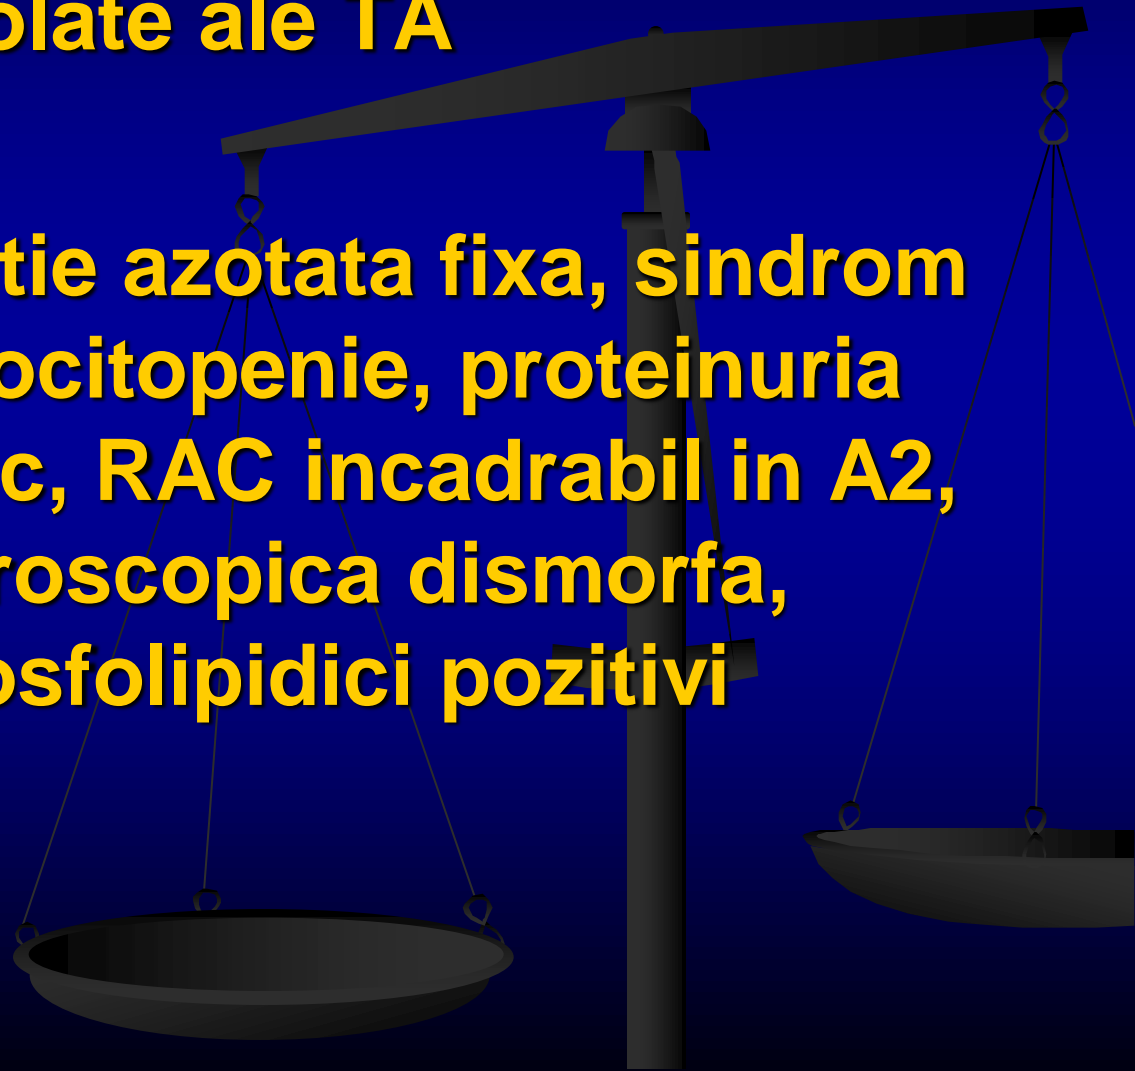 olate ale TA
tie azotata fixa, sindrom
ocitopenie, proteinuria
c, RAC incadrabil in A2,
roscopica dismorfa,
osfolipidici pozitivi